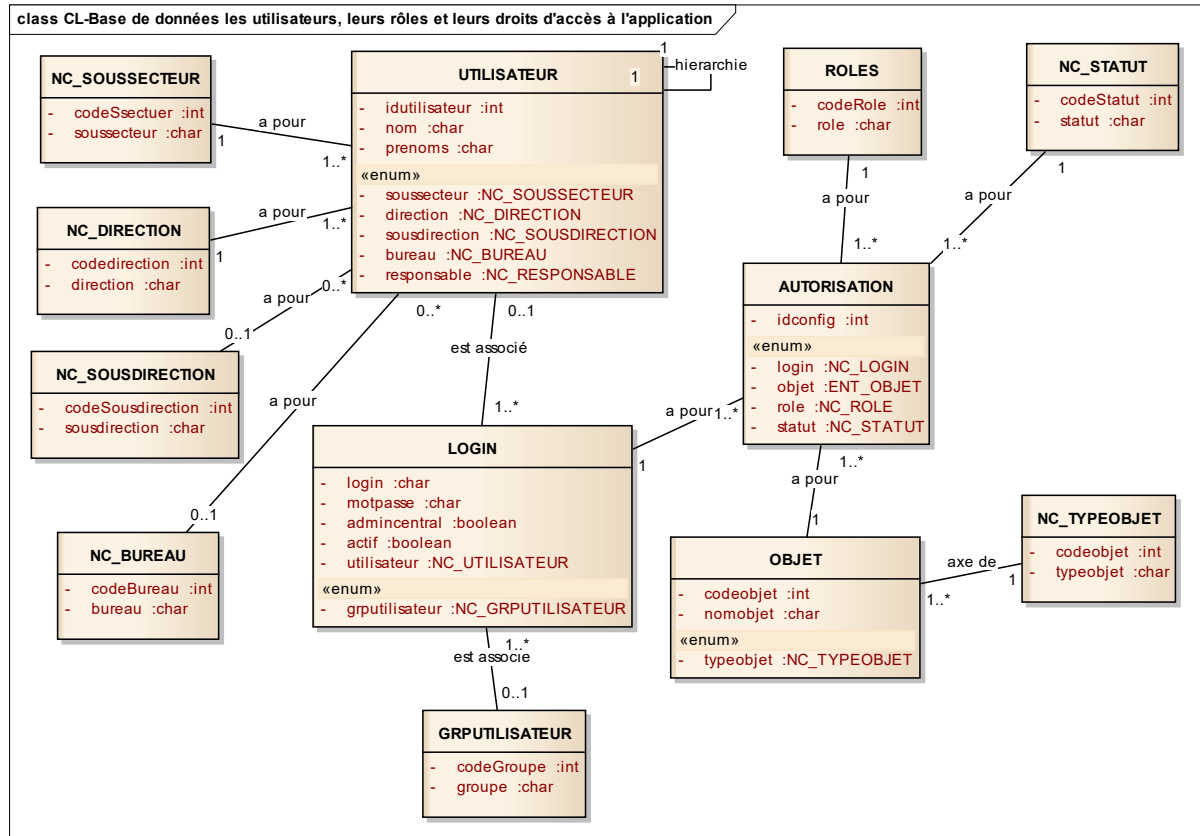 class CL-Base de données les utilisateurs, leurs rôles et leurs droits d'accès à l'application
NC_SOUSSECTEUR
- codeSsectuer :int
- soussecteur :char
1
a pour
1..*
UTILISATEUR
1
1
hierarchie
- idutilisateur :int
- nom :char
- prenoms :char
«enum»
- soussecteur :NC_SOUSSECTEUR
- direction :NC_DIRECTION
- sousdirection :NC_SOUSDIRECTION
- bureau :NC_BUREAU
- responsable :NC_RESPONSABLE
ROLES
- codeRole :int
- role :char
1
a pour
1..*
NC_STATUT
- codeStatut :int
- statut :char
1
a pour
1..*
NC_DIRECTION
- codedirection :int
- direction :char
1
a pour
1..*
NC_SOUSDIRECTION
- codeSousdirection :int
- sousdirection :char
0..1
a pour
0..*
NC_BUREAU
- codeBureau :int
- bureau :char
0..1
a pour
0..*
0..1
est associé
1..*
LOGIN
- login :char
- motpasse :char
- admincentral :boolean
- actif :boolean
- utilisateur :NC_UTILISATEUR
«enum»
- grputilisateur :NC_GRPUTILISATEUR
1
a pour
1..*
AUTORISATION
- idconfig :int
«enum»
- login :NC_LOGIN
- objet :ENT_OBJET
- role :NC_ROLE
- statut :NC_STATUT
1..*
a pour
1
OBJET
- codeobjet :int
- nomobjet :char
«enum»
- typeobjet :NC_TYPEOBJET
1..*
axe de
1
NC_TYPEOBJET
- codeobjet :int
- typeobjet :char
1..*
est associé
0..1
GRPUTILISATEUR
- codeGroupe :int
- groupe :char